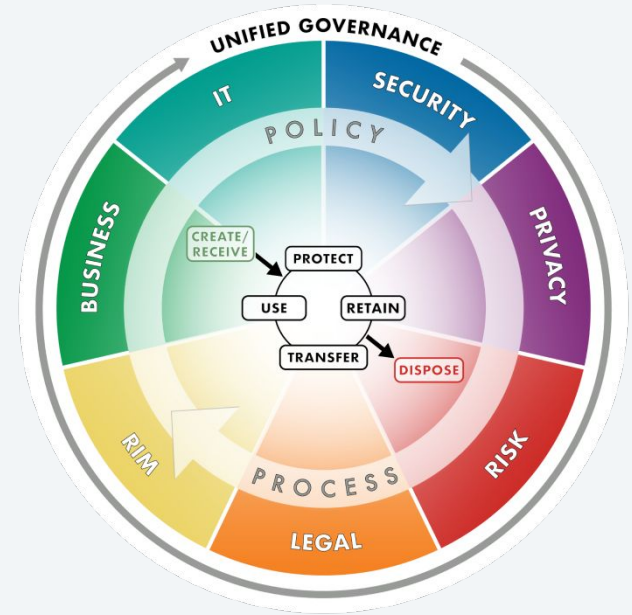 UNIFIED GOVERNANCE
IT
SECURITY
POLICY
BUSINESS
PRIVACY
CREATE/
RECEIVE
PROTECT
USE
RETAIN
TRANSFER
DISPOSE
RIM
RISK
PROCESS
LEGAL